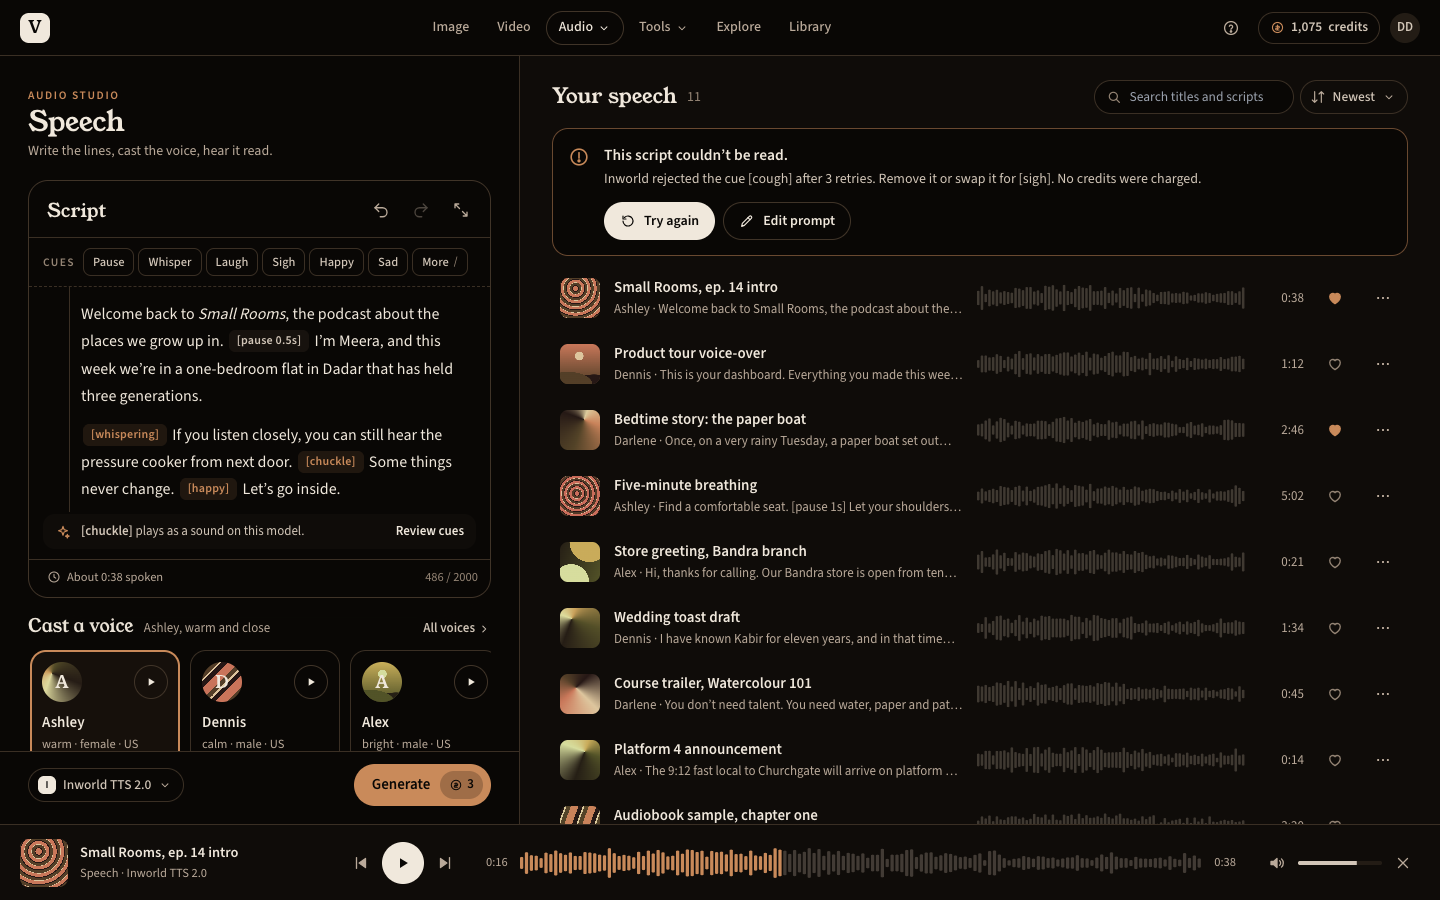 V
Image
Video
Audio
Tools
Explore
Library
1,075 credits
DD
AUDIO STUDIO
Speech
Write the lines, cast the voice, hear it read.
Script
CUES
Pause
Whisper
Laugh
Sigh
Happy
Sad
More /
Welcome back to Small Rooms, the podcast about the
places we grow up in. [pause 0.5s] I’m Meera, and this
week we’re in a one-bedroom flat in Dadar that has held
three generations.
[whispering] If you listen closely, you can still hear the
pressure cooker from next door. [chuckle] Some things
never change. [happy] Let’s go inside.
[chuckle] plays as a sound on this model.
Review cues
About 0:38 spoken
486 / 2000
Cast a voice
Ashley, warm and close
All voices
A
Ashley
warm · female · US
D
Dennis
calm · male · US
A
Alex
bright · male · US
I
Inworld TTS 2.0
Generate
3
Your speech 11
Search titles and scripts
Newest
This script couldn’t be read.
Inworld rejected the cue [cough] after 3 retries. Remove it or swap it for [sigh]. No credits were charged.
Try again
Edit prompt
Small Rooms, ep. 14 intro
Ashley · Welcome back to Small Rooms, the podcast about the…
0:38
Product tour voice-over
Dennis · This is your dashboard. Everything you made this wee…
1:12
Bedtime story: the paper boat
Darlene · Once, on a very rainy Tuesday, a paper boat set out…
2:46
Five-minute breathing
Ashley · Find a comfortable seat. [pause 1s] Let your shoulders…
5:02
Store greeting, Bandra branch
Alex · Hi, thanks for calling. Our Bandra store is open from ten…
0:21
Wedding toast draft
Dennis · I have known Kabir for eleven years, and in that time…
1:34
Course trailer, Watercolour 101
Darlene · You don’t need talent. You need water, paper and pat…
0:45
Platform 4 announcement
Alex · The 9:12 fast local to Churchgate will arrive on platform …
0:14
Audiobook sample, chapter one
Small Rooms, ep. 14 intro
Speech · Inworld TTS 2.0
0:16
0:38